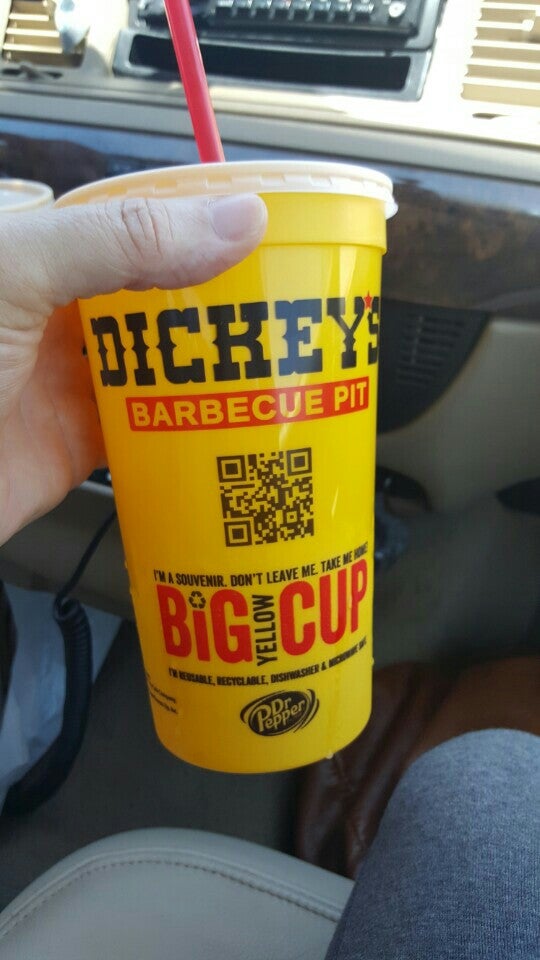 DICKEY'S
BARBECUE PIT
I'M A SOUVENIR. DON'T LEAVE ME. TAKE ME HOME!
BiG YELLOW CUP
I'M REUSABLE, RECYCLABLE, DISHWASHER & MICROWAVE SAFE
Dr Pepper